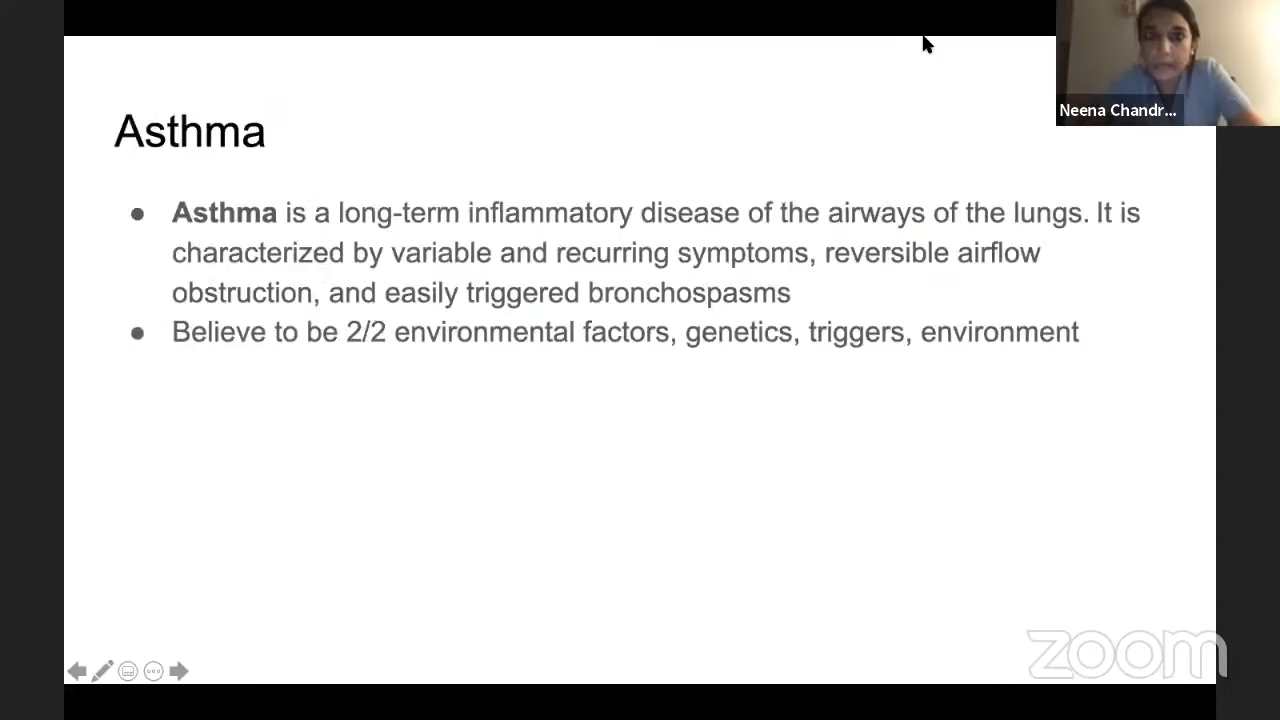 Neena Chandr...
Asthma
● Asthma is a long-term inflammatory disease of the airways of the lungs. It is
characterized by variable and recurring symptoms, reversible airflow
obstruction, and easily triggered bronchospasms
● Believe to be 2/2 environmental factors, genetics, triggers, environment
zoom